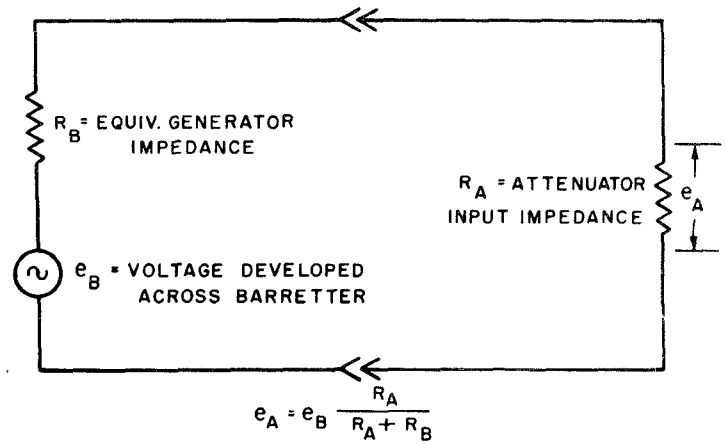 R_B = EQUIV. GENERATOR
IMPEDANCE
R_A = ATTENUATOR
INPUT IMPEDANCE
e_A
e_B = VOLTAGE DEVELOPED
ACROSS BARRETTER
e_A = e_B R_A / (R_A + R_B)